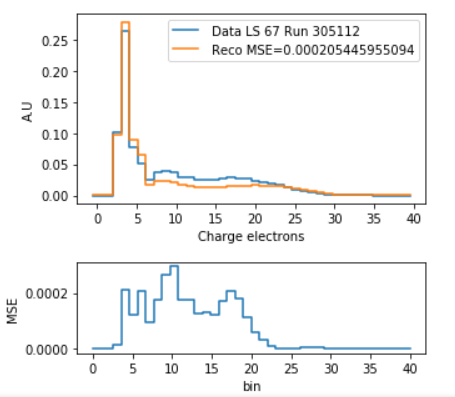 Data LS 67 Run 305112
Reco MSE=0.000205445955094
A.U
0.25
0.20
0.15
0.10
0.05
0.00
0 5 10 15 20 25 30 35 40
Charge electrons
MSE
0.0002
0.0000
0 5 10 15 20 25 30 35 40
bin